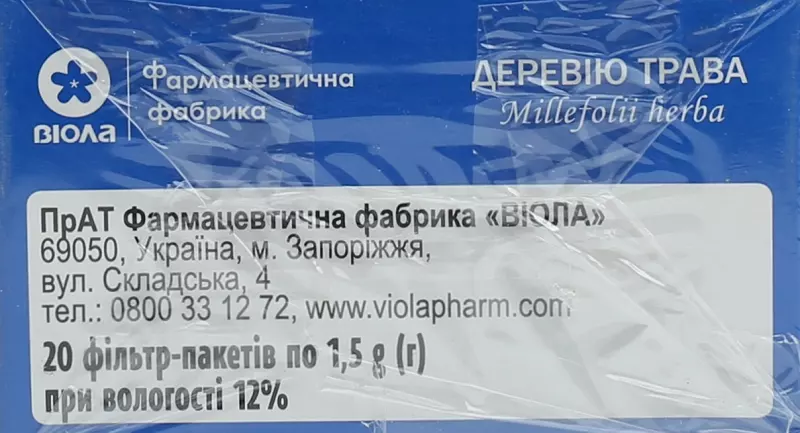 ВІОЛА
Фармацевтична
фабрика
ДЕРЕВІЮ ТРАВА
Millefolii herba
ПрАТ Фармацевтична фабрика «ВІОЛА»
69050, Україна, м. Запоріжжя,
вул. Складська, 4
тел.: 0800 33 12 72, www.violapharm.com
20 фільтр-пакетів по 1,5 g (г)
при вологості 12%